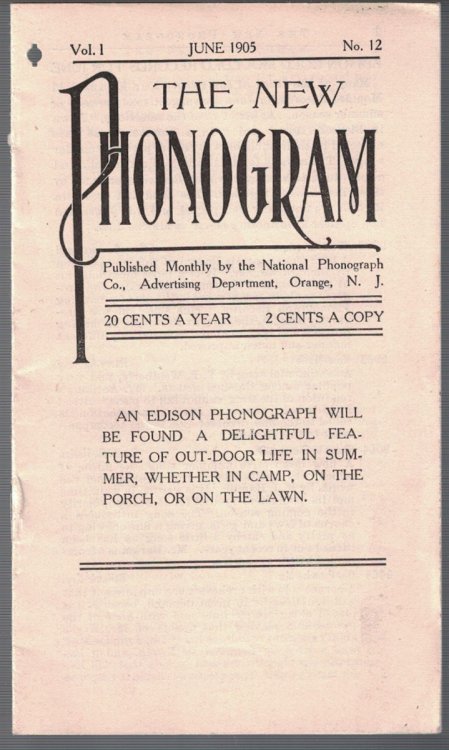 Vol. 1 JUNE 1905 No. 12
THE NEW
PHONOGRAM
Published Monthly by the National Phonograph
Co., Advertising Department, Orange, N. J.
20 CENTS A YEAR 2 CENTS A COPY
AN EDISON PHONOGRAPH WILL
BE FOUND A DELIGHTFUL FEA-
TURE OF OUT-DOOR LIFE IN SUM-
MER, WHETHER IN CAMP, ON THE
PORCH, OR ON THE LAWN.